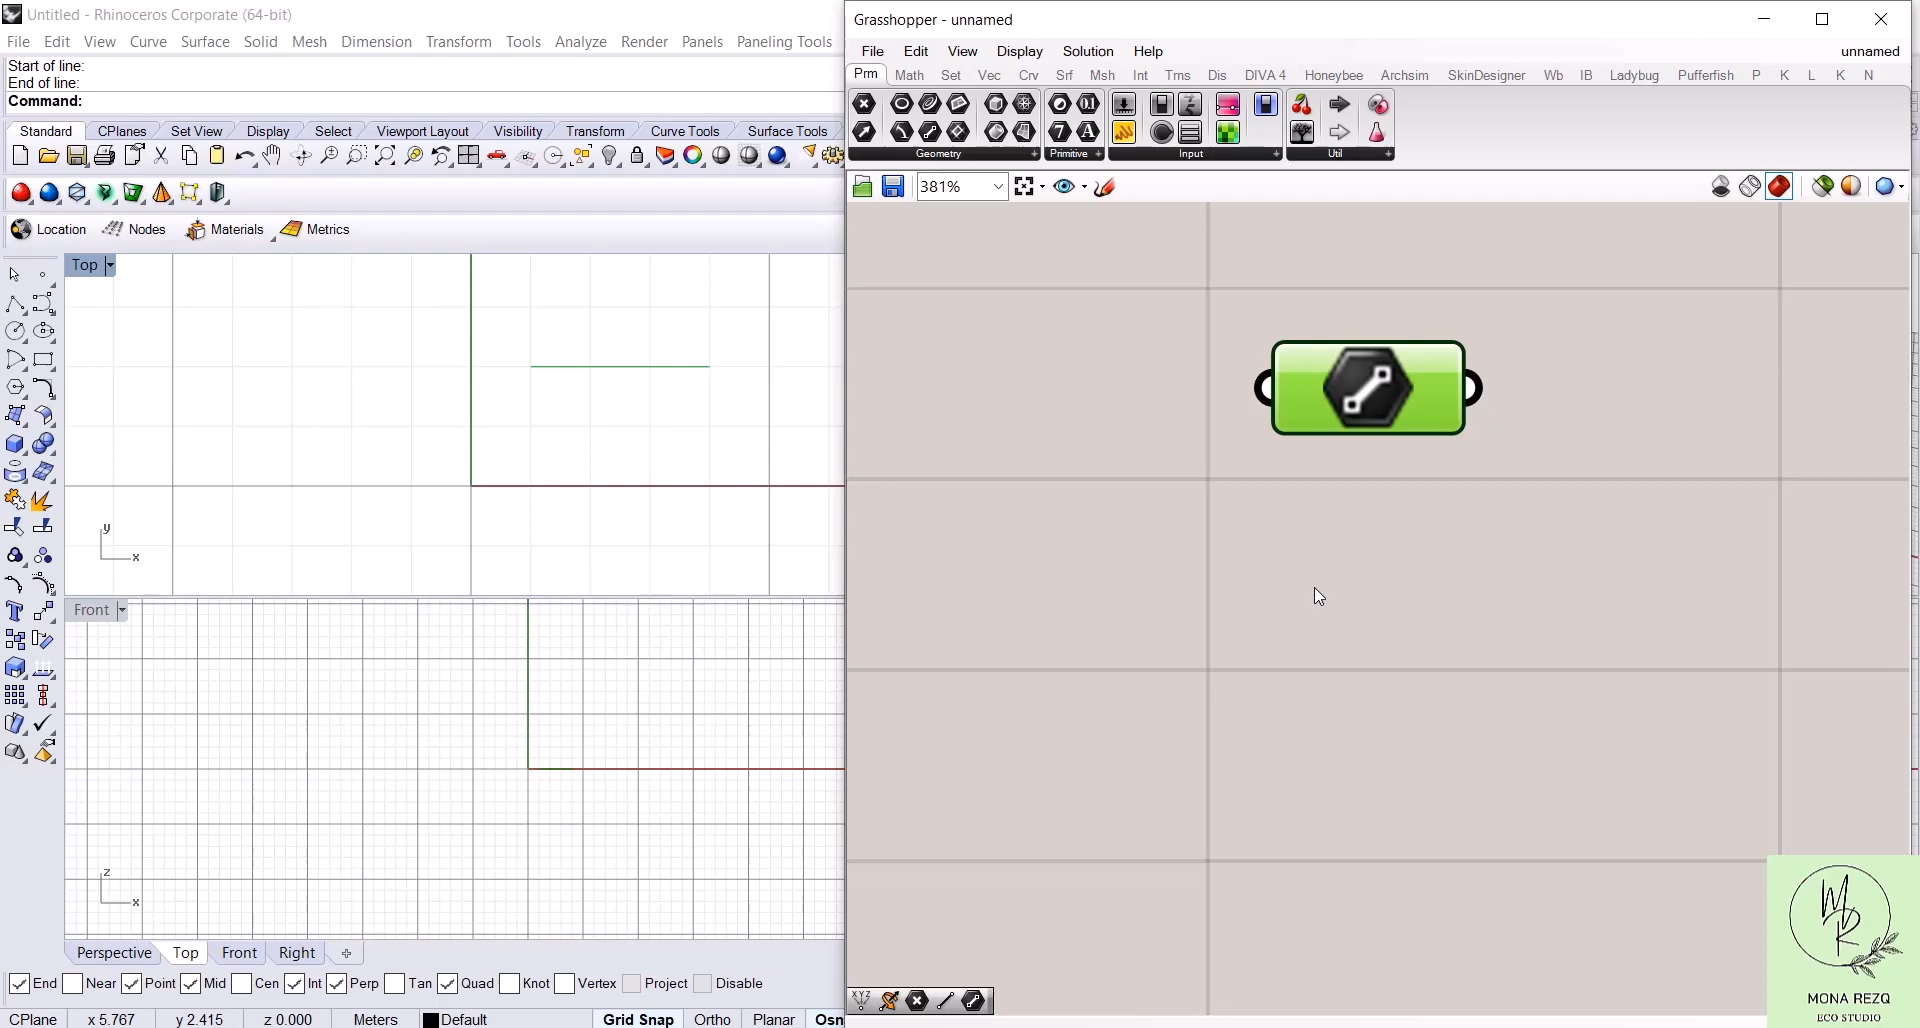 Untitled - Rhinoceros Corporate (64-bit)
File Edit View Curve Surface Solid Mesh Dimension Transform Tools Analyze Render Panels Paneling Tools
Start of line:
End of line:
Command:
Standard CPlanes Set View Display Select Viewport Layout Visibility Transform Curve Tools Surface Tools
Location Nodes Materials Metrics
Top
y
x
Front
z
x
Perspective Top Front Right
End Near Point Mid Cen Int Perp Tan Quad Knot Vertex Project Disable
CPlane x 5.767 y 2.415 z 0.000 Meters Default Grid Snap Ortho Planar Osn
Grasshopper - unnamed
File Edit View Display Solution Help unnamed
Prm Math Set Vec Crv Srf Msh Int Trns Dis DIVA 4 Honeybee Archsim SkinDesigner Wb IB Ladybug Pufferfish P K L K N
Geometry Primitive Input Util
381%
XYZ
MR
MONA REZQ
ECO STUDIO